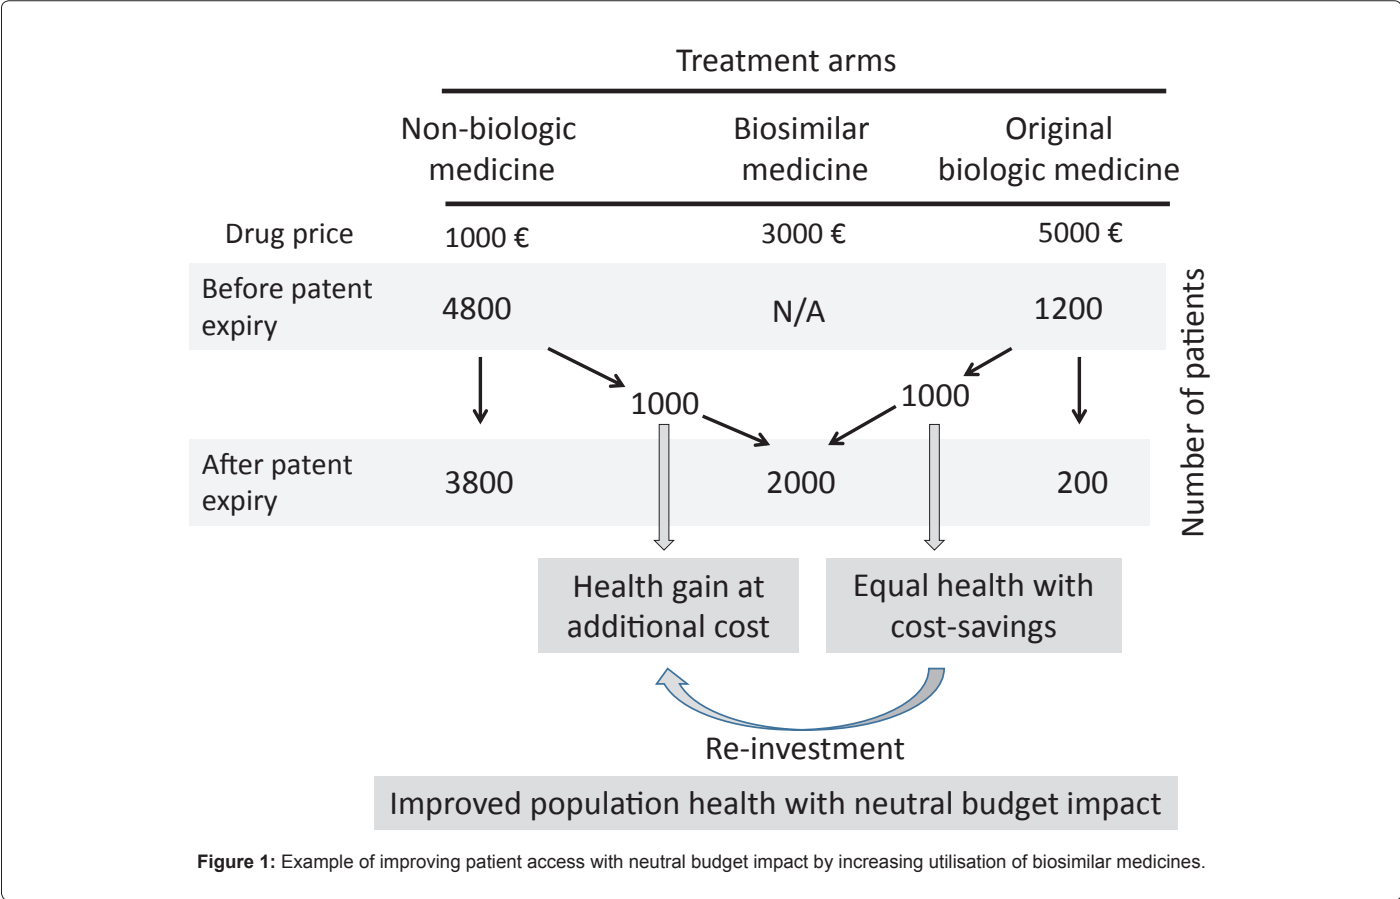 Treatment arms
Non-biologic
medicine
Biosimilar
medicine
Original
biologic medicine
Drug price
1000 €
3000 €
5000 €
Before patent
expiry
4800
N/A
1200
Number of patients
1000
1000
After patent
expiry
3800
2000
200
Health gain at
additional cost
Equal health with
cost-savings
Re-investment
Improved population health with neutral budget impact
Figure 1: Example of improving patient access with neutral budget impact by increasing utilisation of biosimilar medicines.